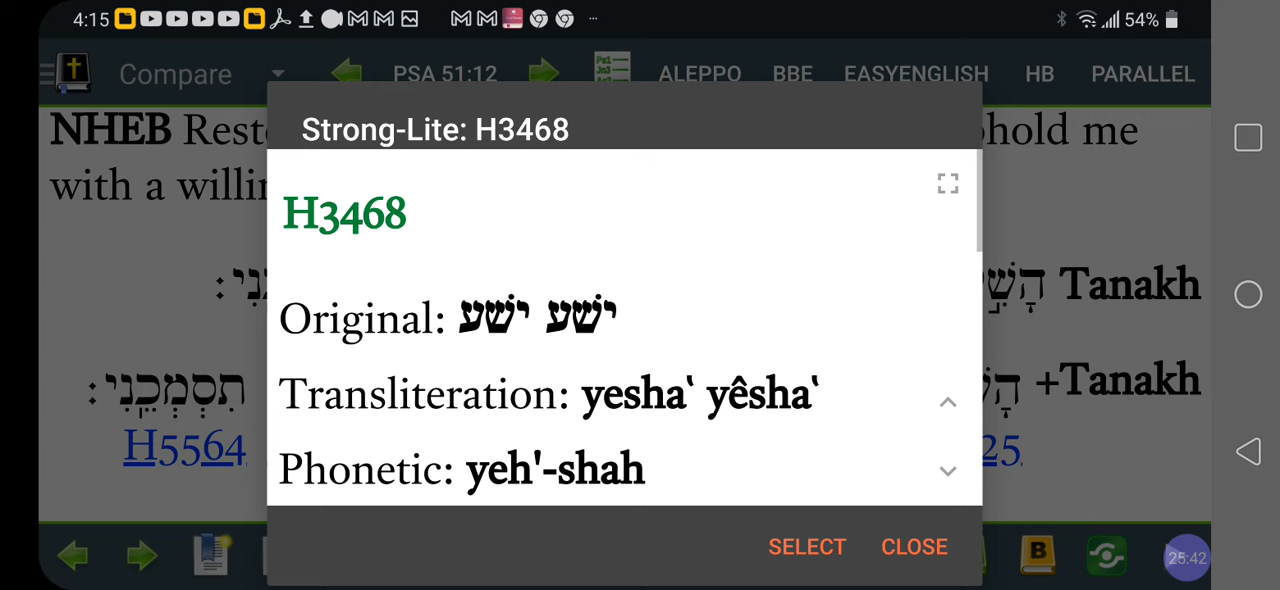 4:15
54%
Compare PSA 51:12 ALEPPO BBE EASYENGLISH HB PARALLEL
Strong-Lite: H3468
NHEB hold me
with a
H3468
Tanakh
Original: ישׁע ישׁע
Transliteration: yesha‛ yêsha‛
+Tanakh תִסְמְכֵֽנִי׃
H5564
Phonetic: yeh'-shah
SELECT CLOSE
B
25:42